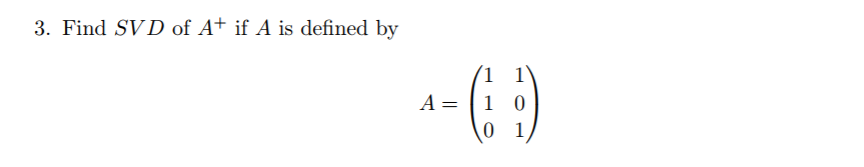 3. Find SVD of A⁺ if A is defined by
A = ⎛1 1⎞
⎜1 0⎟
⎝0 1⎠